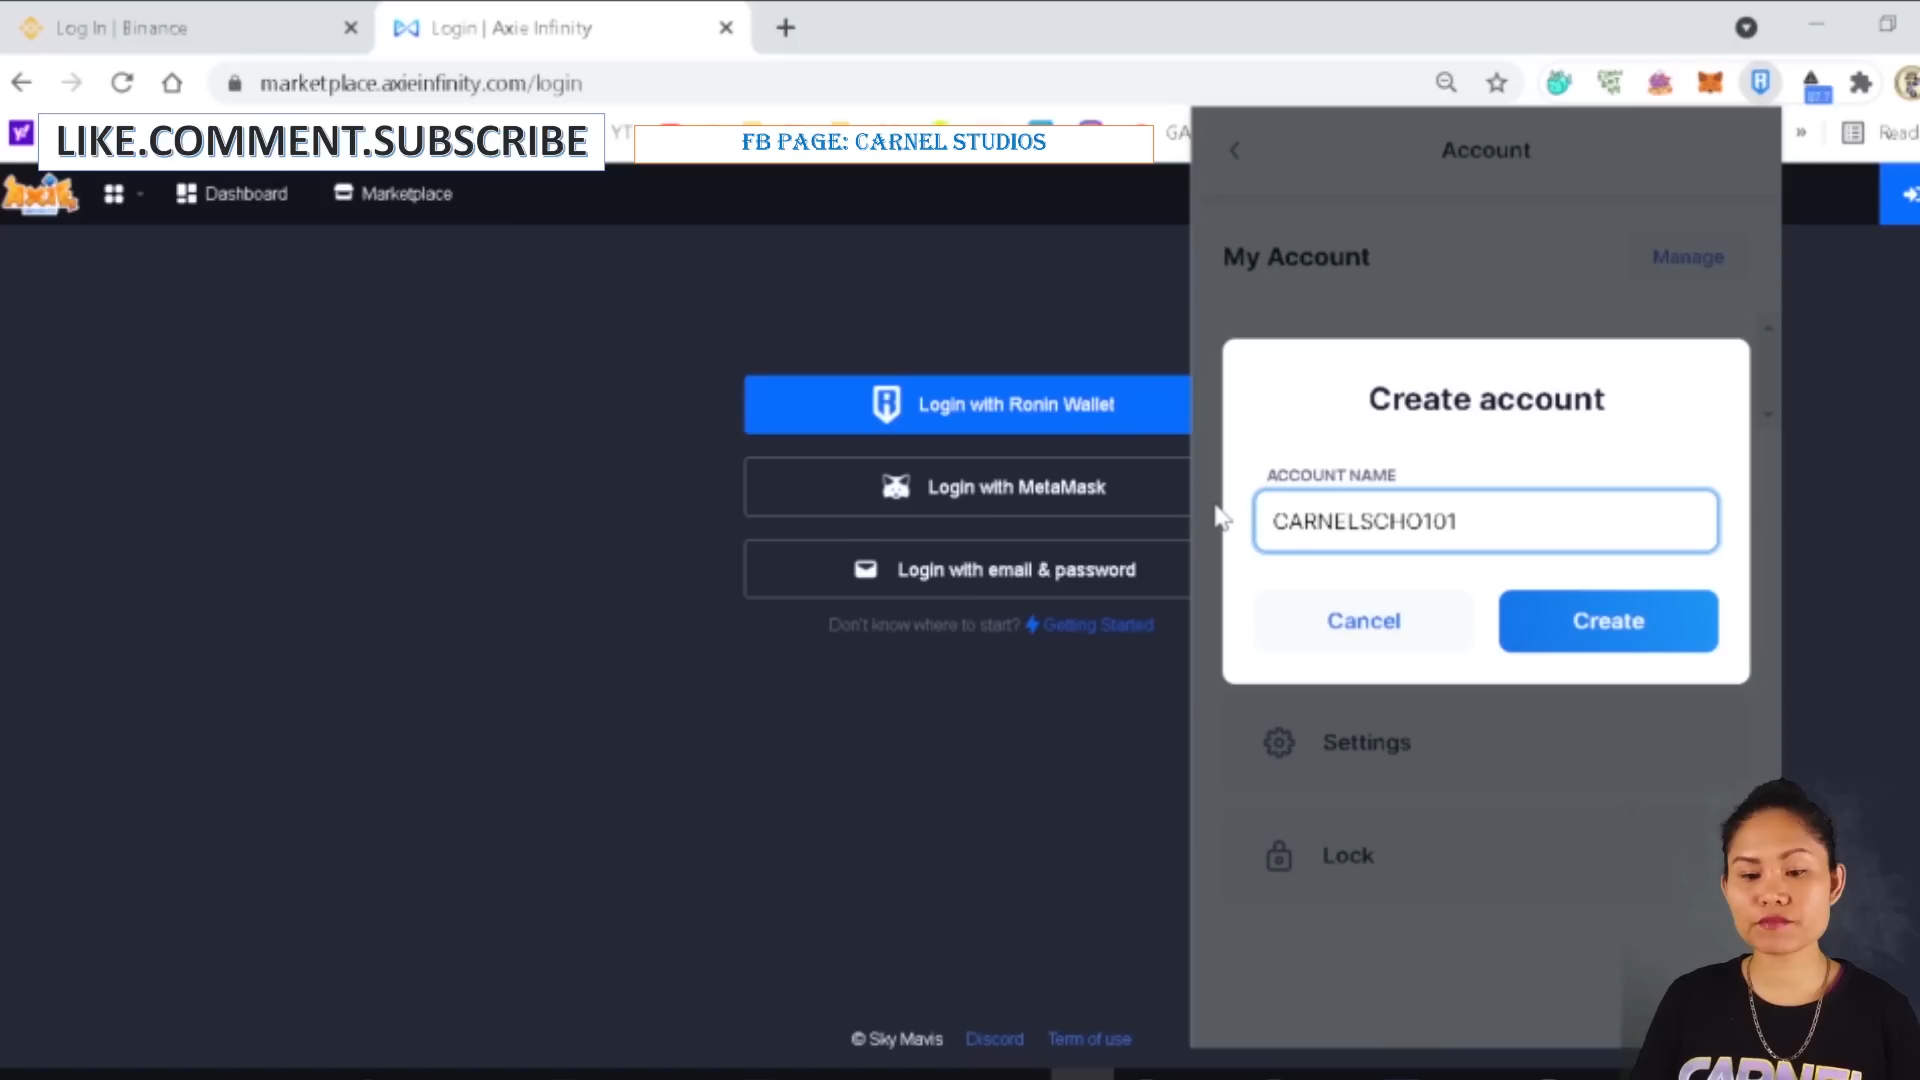 Log In | Binance
Login | Axie Infinity
marketplace.axieinfinity.com/login
LIKE.COMMENT.SUBSCRIBE
YT
FB PAGE: CARNEL STUDIOS
GA
Read
Account
Dashboard
Marketplace
My Account
Manage
Login with Ronin Wallet
Login with MetaMask
Login with email & password
Don't know where to start? Getting Started
Create account
ACCOUNT NAME
CARNELSCHO101
Cancel
Create
Settings
Lock
© Sky Mavis
Discord
Term of use
CARNEL